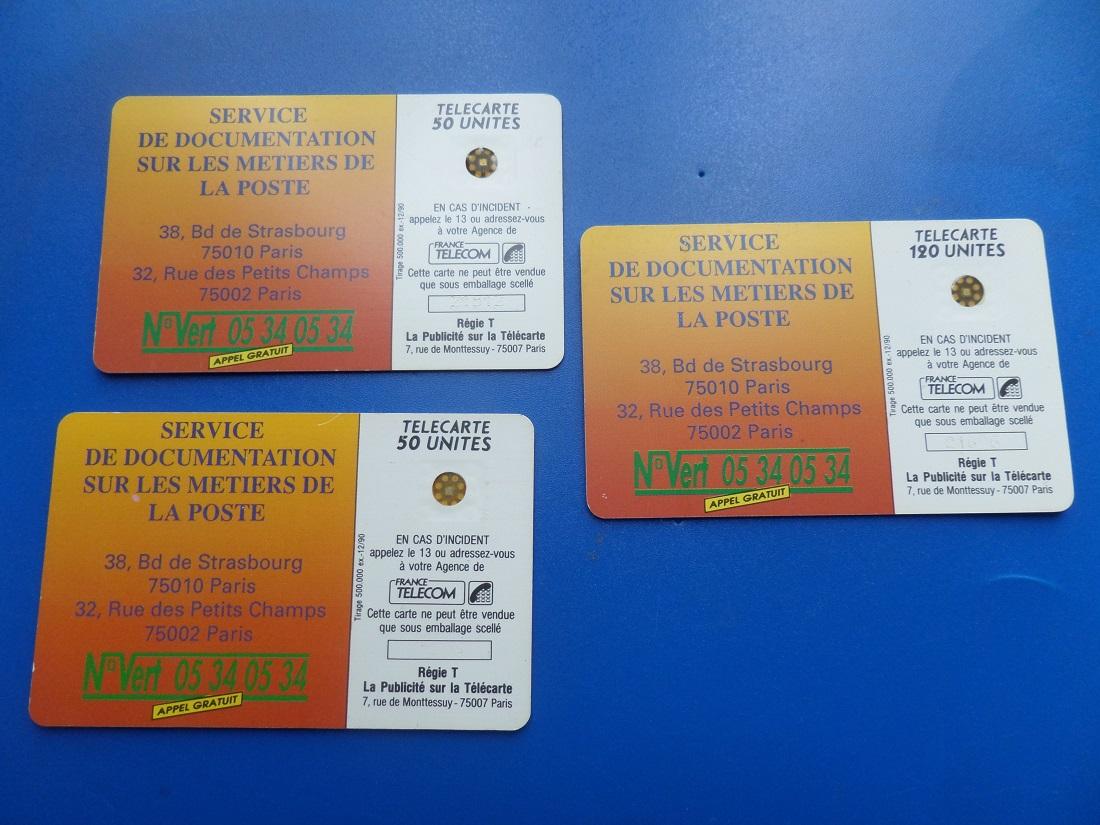 SERVICE
DE DOCUMENTATION
SUR LES METIERS DE
LA POSTE
38, Bd de Strasbourg
75010 Paris
32, Rue des Petits Champs
75002 Paris
N° Vert 05 34 05 34
APPEL GRATUIT
Tirage 500.000 ex.-12/90
TELECARTE
50 UNITES
EN CAS D'INCIDENT
appelez le 13 ou adressez-vous
à votre Agence de
FRANCE
TELECOM
Cette carte ne peut être vendue
que sous emballage scellé
Régie T
La Publicité sur la Télécarte
7, rue de Monttessuy - 75007 Paris
SERVICE
DE DOCUMENTATION
SUR LES METIERS DE
LA POSTE
38, Bd de Strasbourg
75010 Paris
32, Rue des Petits Champs
75002 Paris
N° Vert 05 34 05 34
APPEL GRATUIT
Tirage 500.000 ex.-12/90
TELECARTE
120 UNITES
EN CAS D'INCIDENT
appelez le 13 ou adressez-vous
à votre Agence de
FRANCE
TELECOM
Cette carte ne peut être vendue
que sous emballage scellé
Régie T
La Publicité sur la Télécarte
7, rue de Monttessuy - 75007 Paris
SERVICE
DE DOCUMENTATION
SUR LES METIERS DE
LA POSTE
38, Bd de Strasbourg
75010 Paris
32, Rue des Petits Champs
75002 Paris
N° Vert 05 34 05 34
APPEL GRATUIT
Tirage 500.000 ex.-12/90
TELECARTE
50 UNITES
EN CAS D'INCIDENT
appelez le 13 ou adressez-vous
à votre Agence de
FRANCE
TELECOM
Cette carte ne peut être vendue
que sous emballage scellé
Régie T
La Publicité sur la Télécarte
7, rue de Monttessuy - 75007 Paris